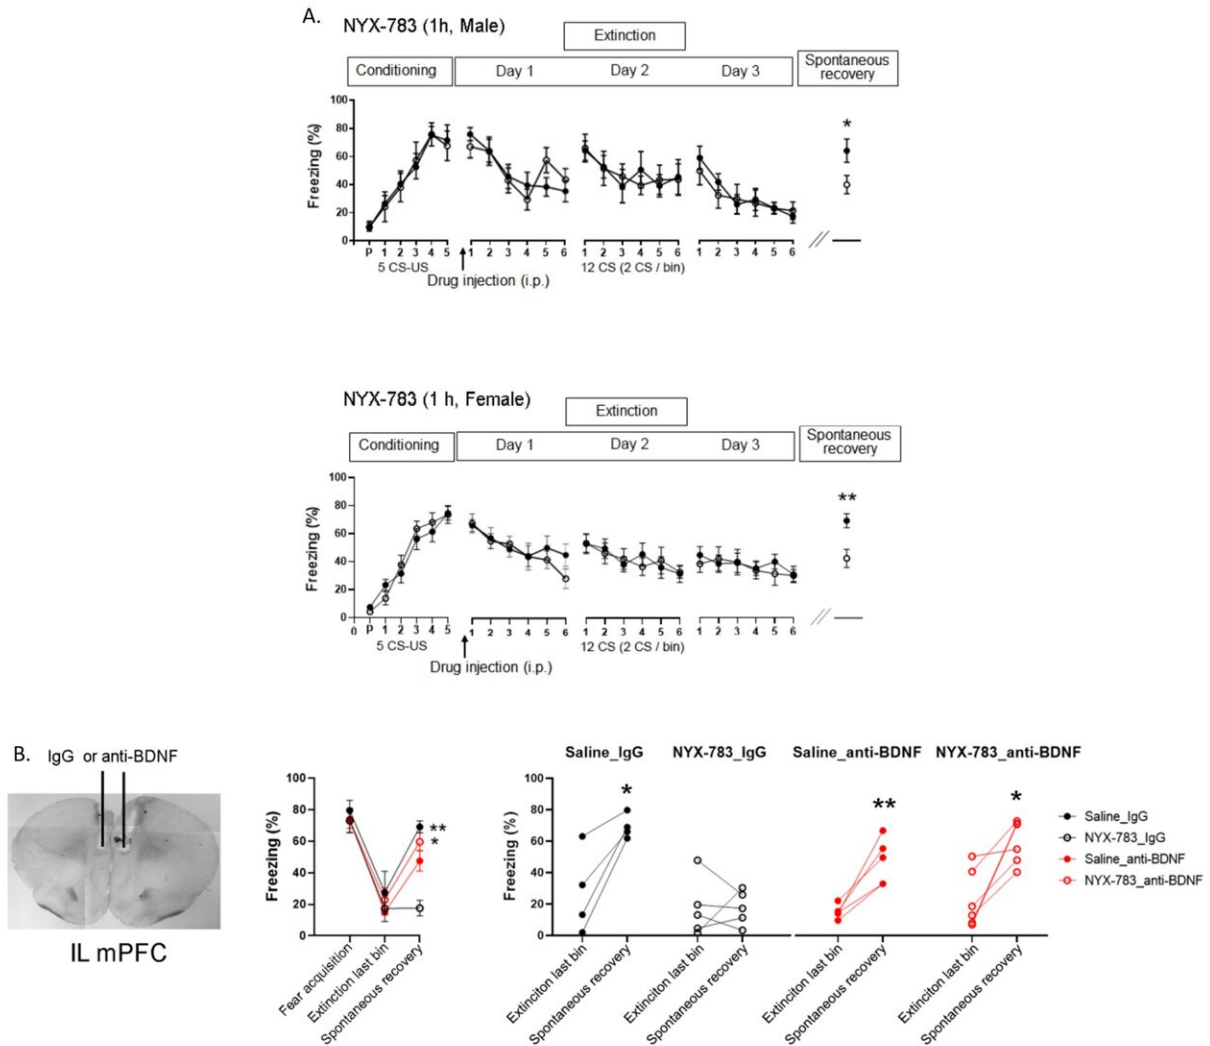 A.
NYX-783 (1h, Male)
Extinction
Conditioning
Day 1
Day 2
Day 3
Spontaneous
recovery
Freezing (%)
100
80
60
40
20
0
*
P 1 2 3 4 5
1 2 3 4 5 6
1 2 3 4 5 6
1 2 3 4 5 6
5 CS-US
12 CS (2 CS / bin)
Drug injection (i.p.)
NYX-783 (1 h, Female)
Extinction
Conditioning
Day 1
Day 2
Day 3
Spontaneous
recovery
Freezing (%)
100
80
60
40
20
0
**
0 P 1 2 3 4 5
1 2 3 4 5 6
1 2 3 4 5 6
1 2 3 4 5 6
5 CS-US
12 CS (2 CS / bin)
Drug injection (i.p.)
B.
IgG or anti-BDNF
IL mPFC
Freezing (%)
100
80
60
40
20
0
**
*
Fear acquisition
Extinction last bin
Spontaneous recovery
Saline_IgG
NYX-783_IgG
Saline_anti-BDNF
NYX-783_anti-BDNF
Freezing (%)
100
80
60
40
20
0
*
**
*
Extinciton last bin
Spontaneous recovery
Extinciton last bin
Spontaneous recovery
Extinciton last bin
Spontaneous recovery
Extinciton last bin
Spontaneous recovery
Saline_IgG
NYX-783_IgG
Saline_anti-BDNF
NYX-783_anti-BDNF